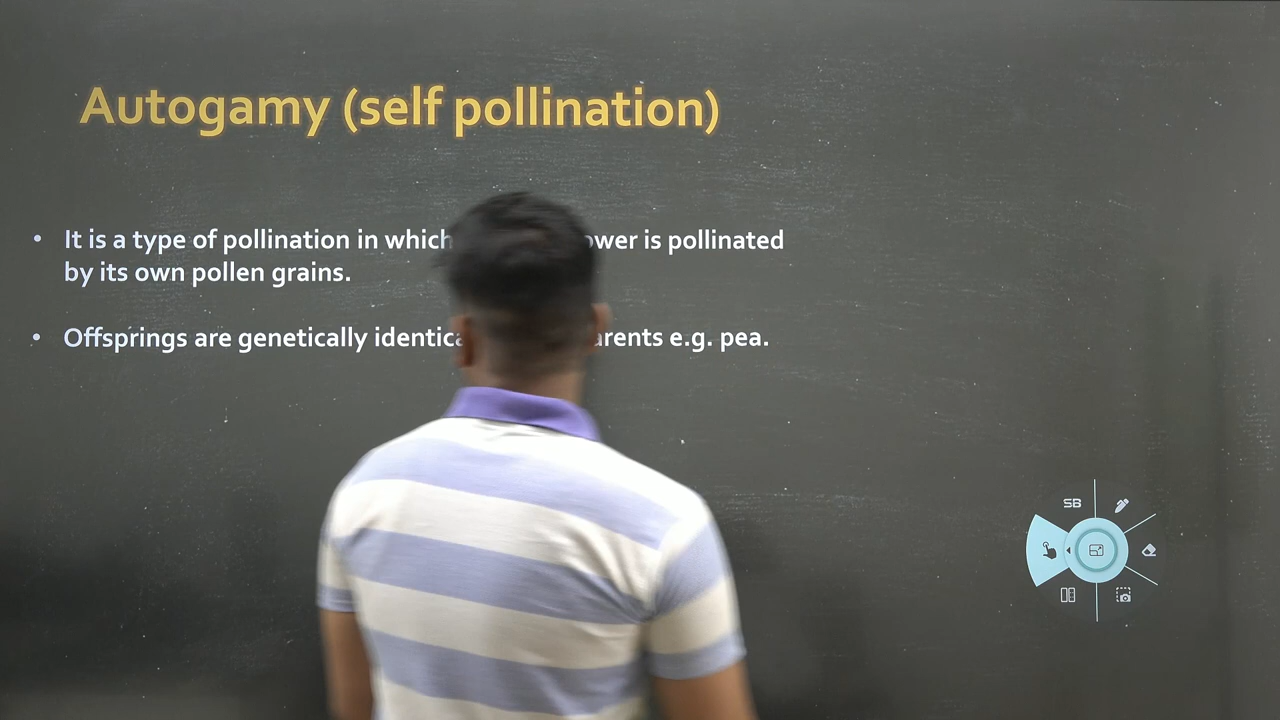 Autogamy (self pollination)
• It is a type of pollination in which ower is pollinated
by its own pollen grains.
• Offsprings are genetically identica arents e.g. pea.
SB